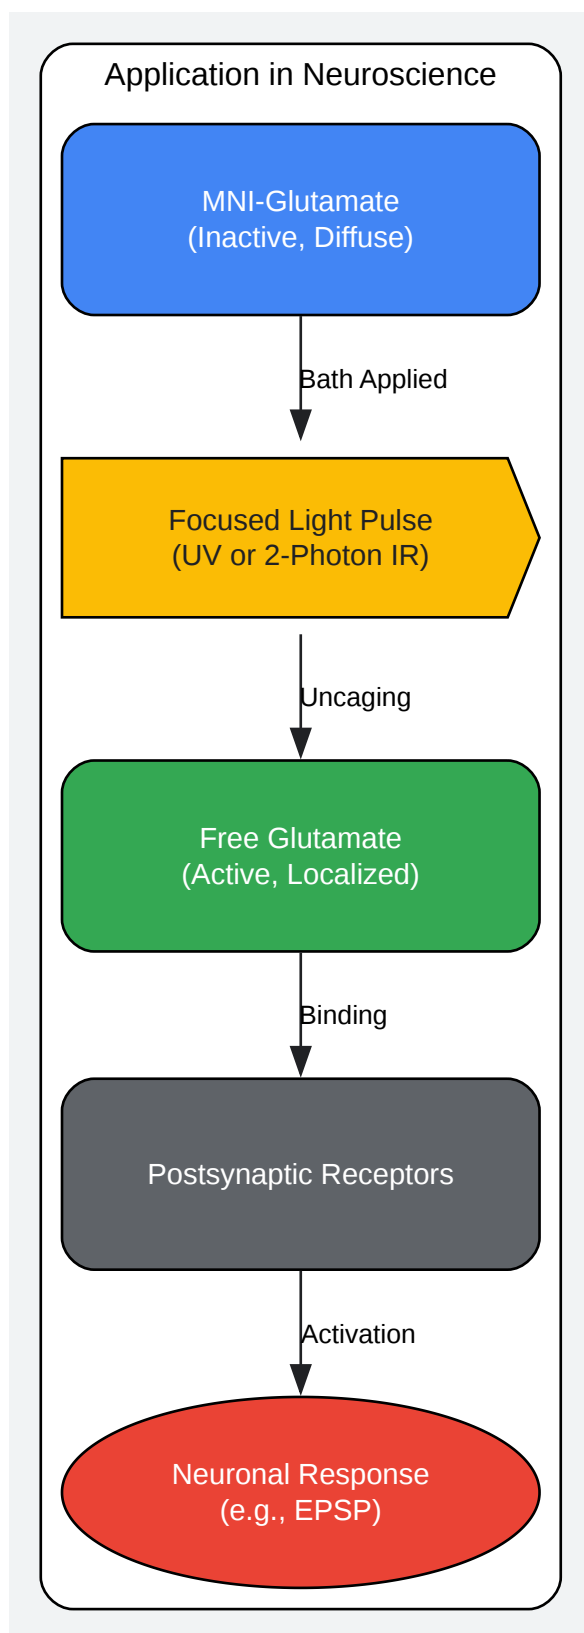 Application in Neuroscience
MNI-Glutamate
(Inactive, Diffuse)
Bath Applied
Focused Light Pulse
(UV or 2-Photon IR)
Uncaging
Free Glutamate
(Active, Localized)
Binding
Postsynaptic Receptors
Activation
Neuronal Response
(e.g., EPSP)